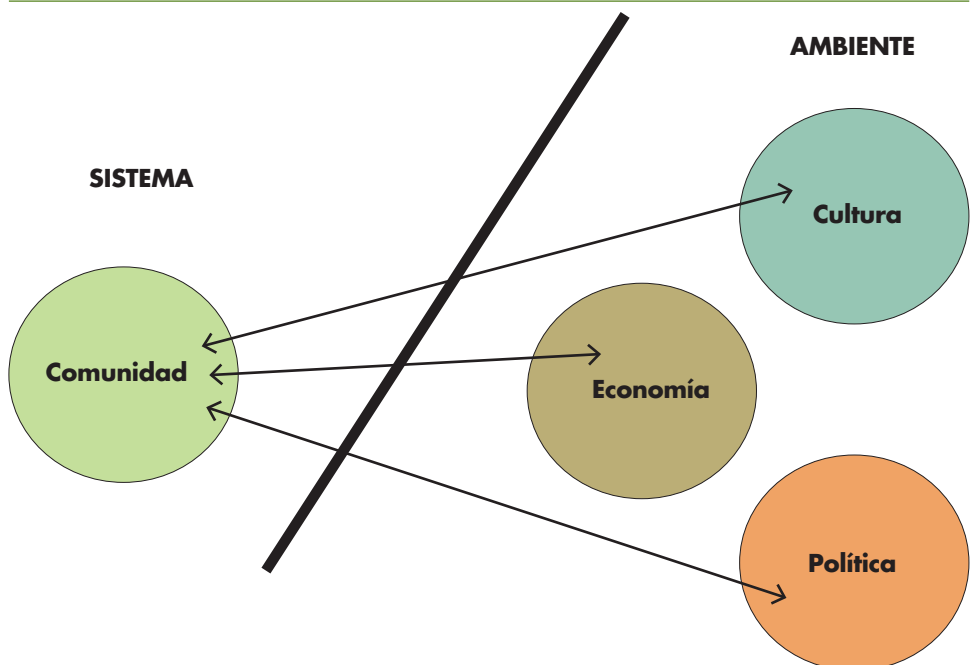 AMBIENTE
SISTEMA
Cultura
Comunidad
Economía
Política